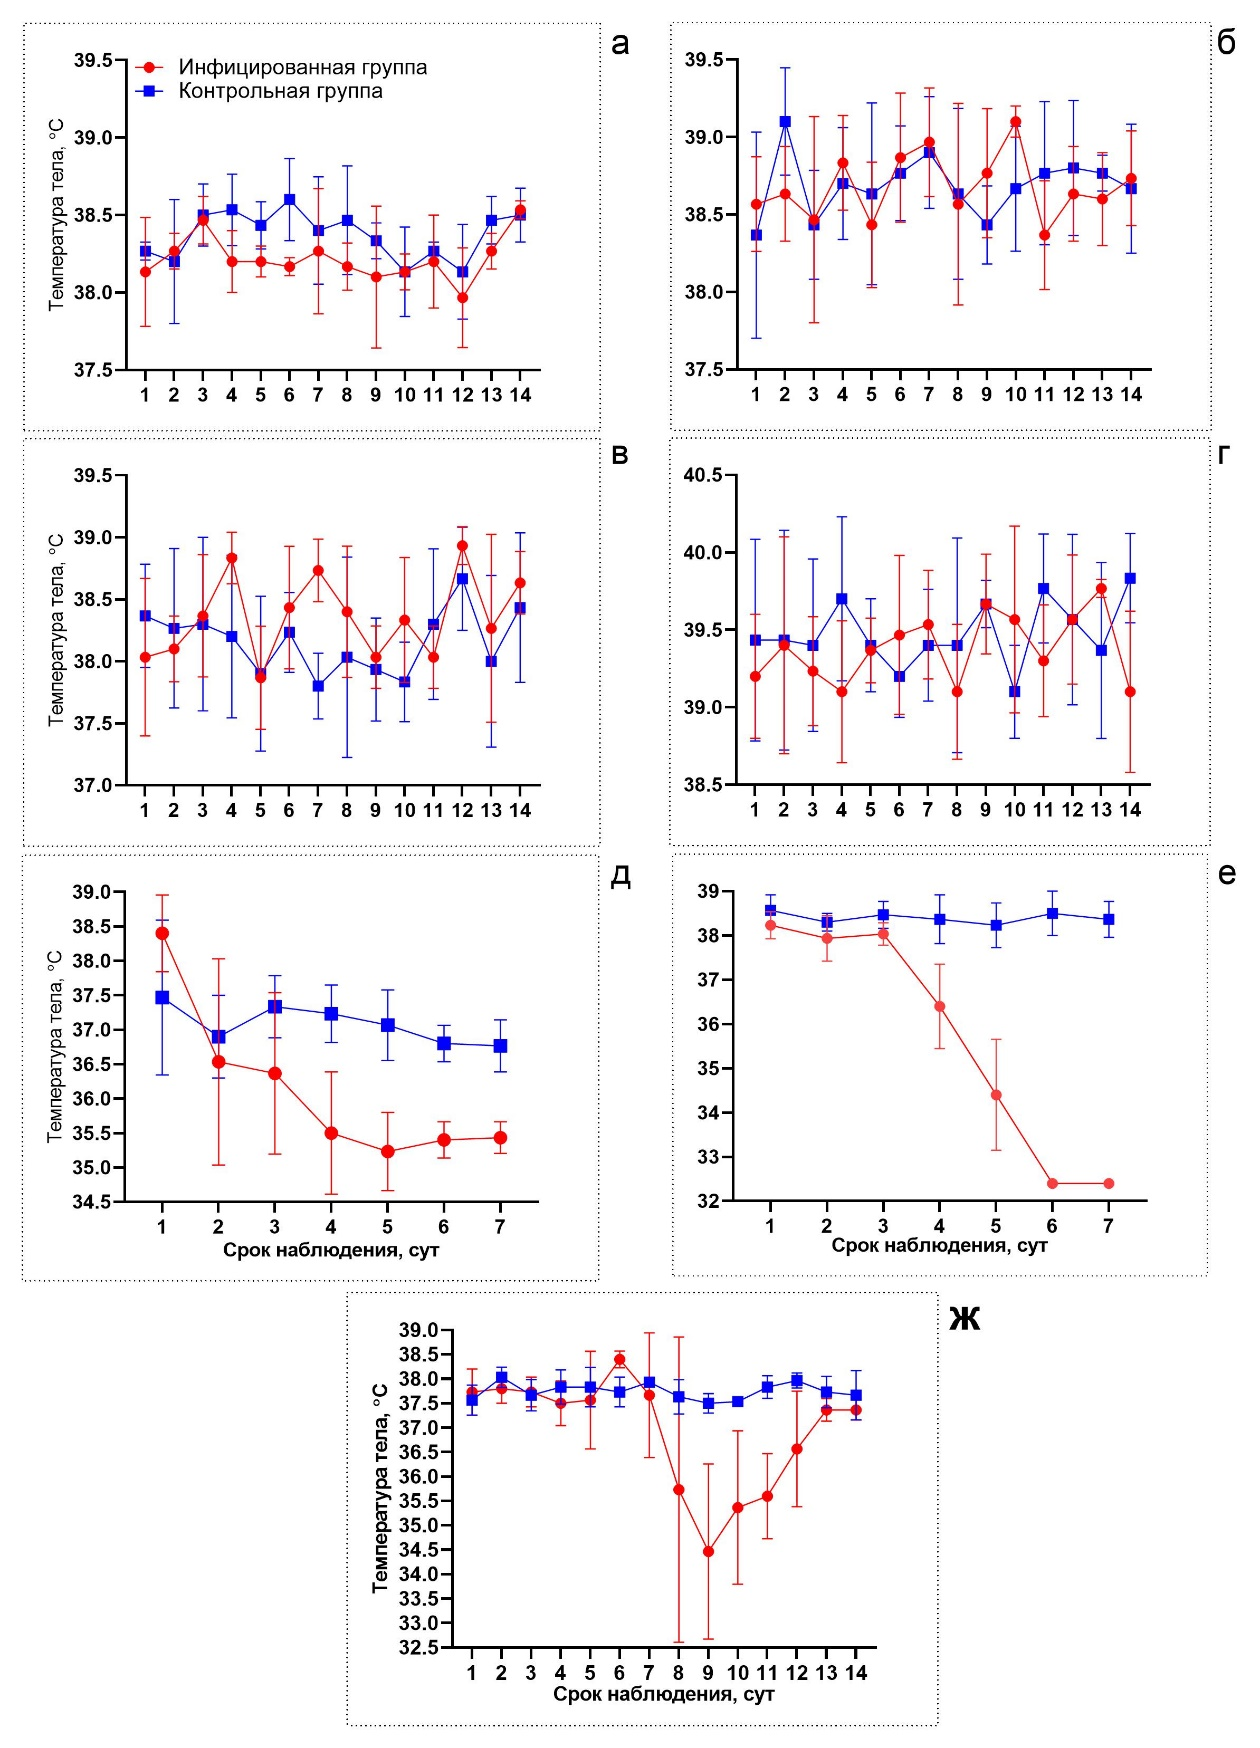 а
39.5
39.0
38.5
38.0
37.5
Температура тела, °C
Инфицированная группа
Контрольная группа
1 2 3 4 5 6 7 8 9 10 11 12 13 14
б
39.5
39.0
38.5
38.0
37.5
1 2 3 4 5 6 7 8 9 10 11 12 13 14
в
39.5
39.0
38.5
38.0
37.5
37.0
Температура тела, °C
1 2 3 4 5 6 7 8 9 10 11 12 13 14
г
40.5
40.0
39.5
39.0
38.5
1 2 3 4 5 6 7 8 9 10 11 12 13 14
д
39.0
38.5
38.0
37.5
37.0
36.5
36.0
35.5
35.0
34.5
Температура тела, °C
1 2 3 4 5 6 7
Срок наблюдения, сут
е
39
38
37
36
35
34
33
32
1 2 3 4 5 6 7
Срок наблюдения, сут
ж
39.0
38.5
38.0
37.5
37.0
36.5
36.0
35.5
35.0
34.5
34.0
33.5
33.0
32.5
Температура тела, °C
1 2 3 4 5 6 7 8 9 10 11 12 13 14
Срок наблюдения, сут